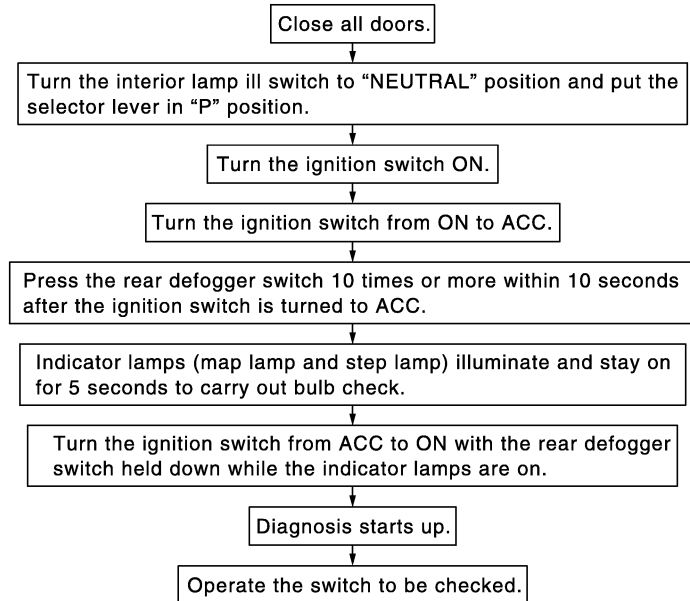 Close all doors.
Turn the interior lamp ill switch to “NEUTRAL” position and put the
selector lever in “P” position.
Turn the ignition switch ON.
Turn the ignition switch from ON to ACC.
Press the rear defogger switch 10 times or more within 10 seconds
after the ignition switch is turned to ACC.
Indicator lamps (map lamp and step lamp) illuminate and stay on
for 5 seconds to carry out bulb check.
Turn the ignition switch from ACC to ON with the rear defogger
switch held down while the indicator lamps are on.
Diagnosis starts up.
Operate the switch to be checked.